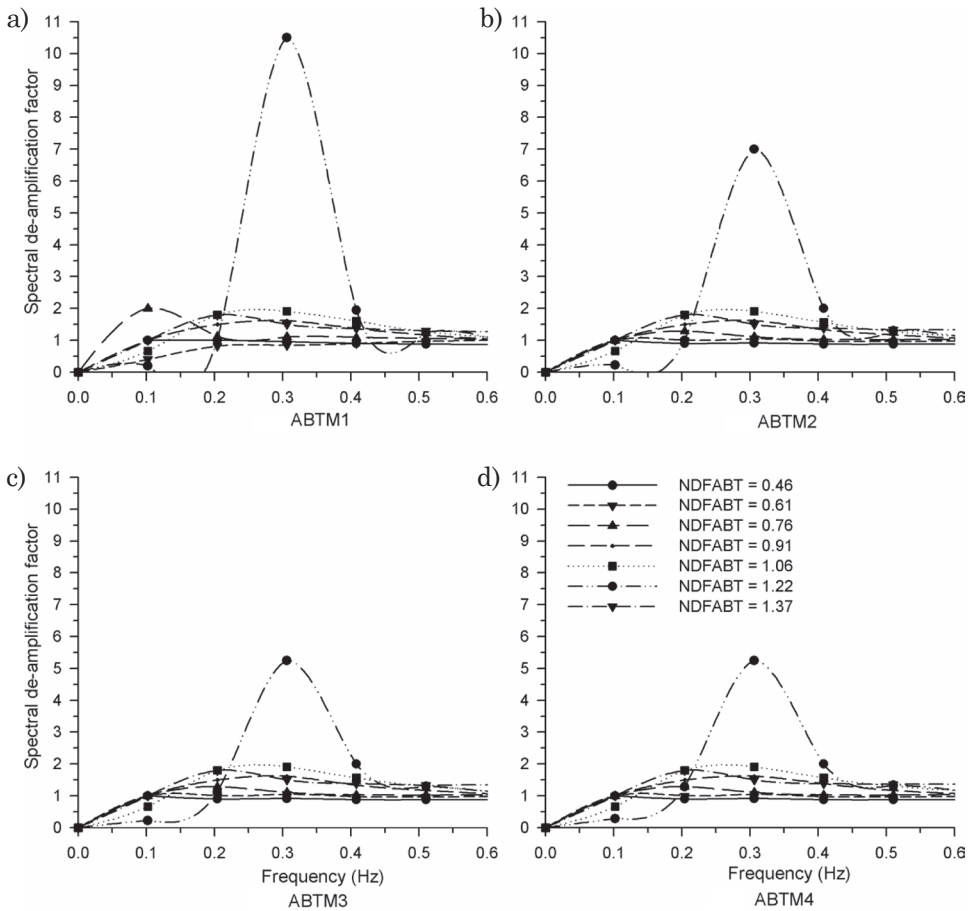 a)
11
10
9
8
7
6
5
4
3
2
1
0
Spectral de-amplification factor
0.0 0.1 0.2 0.3 0.4 0.5 0.6
ABTM1
b)
11
10
9
8
7
6
5
4
3
2
1
0
0.0 0.1 0.2 0.3 0.4 0.5 0.6
ABTM2
c)
11
10
9
8
7
6
5
4
3
2
1
0
Spectral de-amplification factor
0.0 0.1 0.2 0.3 0.4 0.5 0.6
Frequency (Hz)
ABTM3
d)
11
10
9
8
7
6
5
4
3
2
1
0
NDFABT = 0.46
NDFABT = 0.61
NDFABT = 0.76
NDFABT = 0.91
NDFABT = 1.06
NDFABT = 1.22
NDFABT = 1.37
0.0 0.1 0.2 0.3 0.4 0.5 0.6
Frequency (Hz)
ABTM4